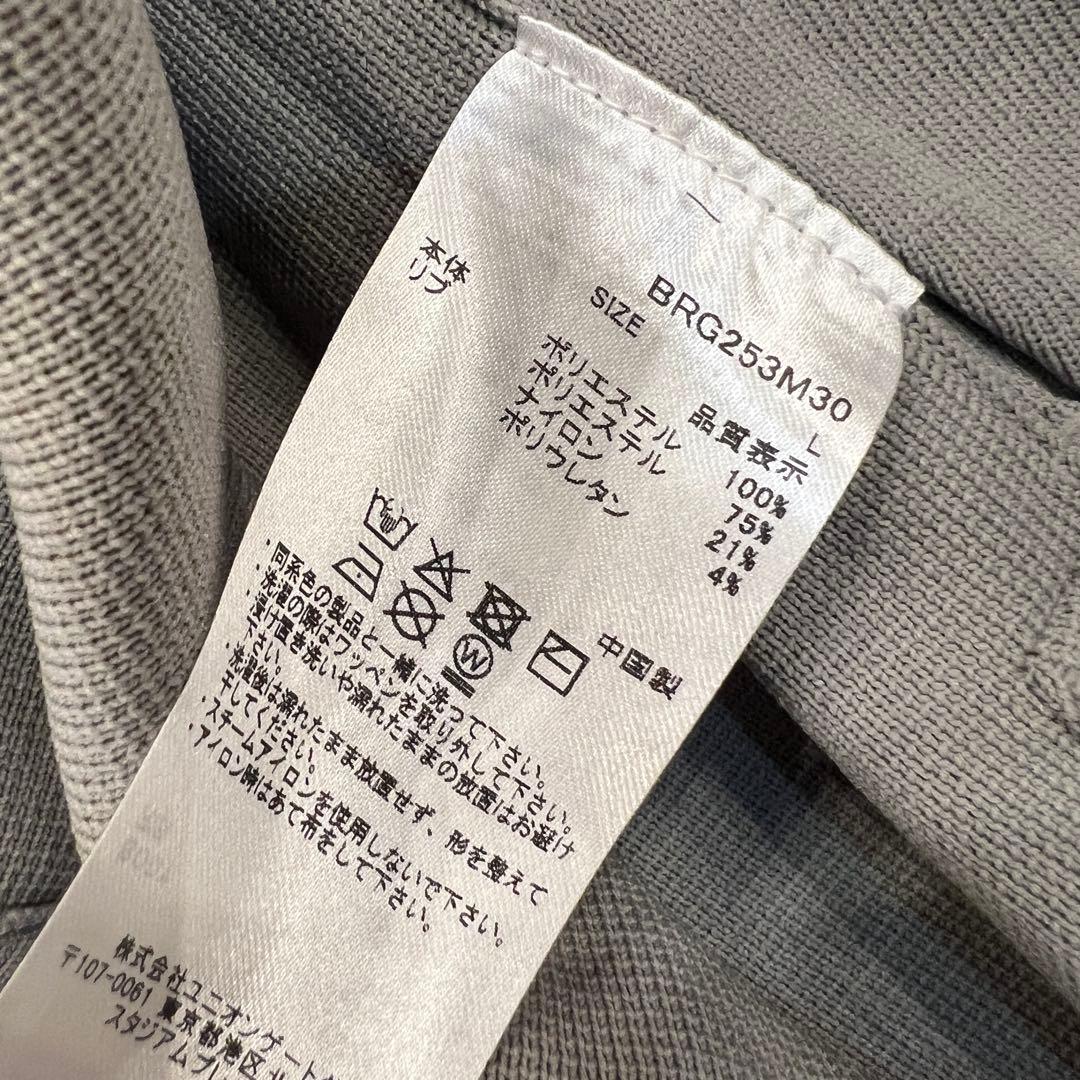 BRG253M30
SIZE L
品質表示
本体 ポリエステル 100%
リブ ポリエステル 75%
ナイロン 21%
ポリウレタン 4%
中国製
W
・同系色の製品と一緒に洗って下さい。
・洗濯の際はワッペンを取り外して下さい。
・漬け置き洗いや濡れたままの放置はお避け
下さい。
・洗濯後は濡れたまま放置せず、形を整えて
干してください。
・スチームアイロンを使用しないで下さい。
・アイロン時はあて布をして下さい。
株式会社ユニオンゲート
〒107-0061 東京都港区北
スタジアムプ